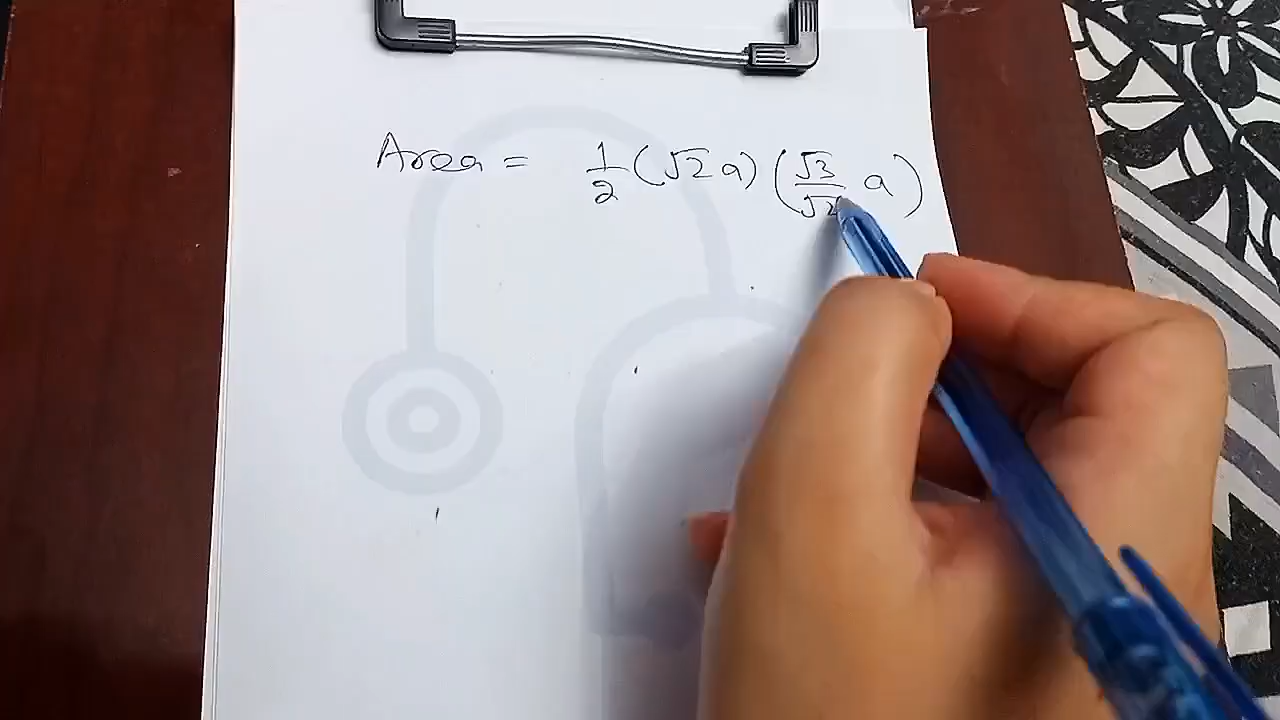 Area = 1/2 (√2 a) (√3/√2 a)